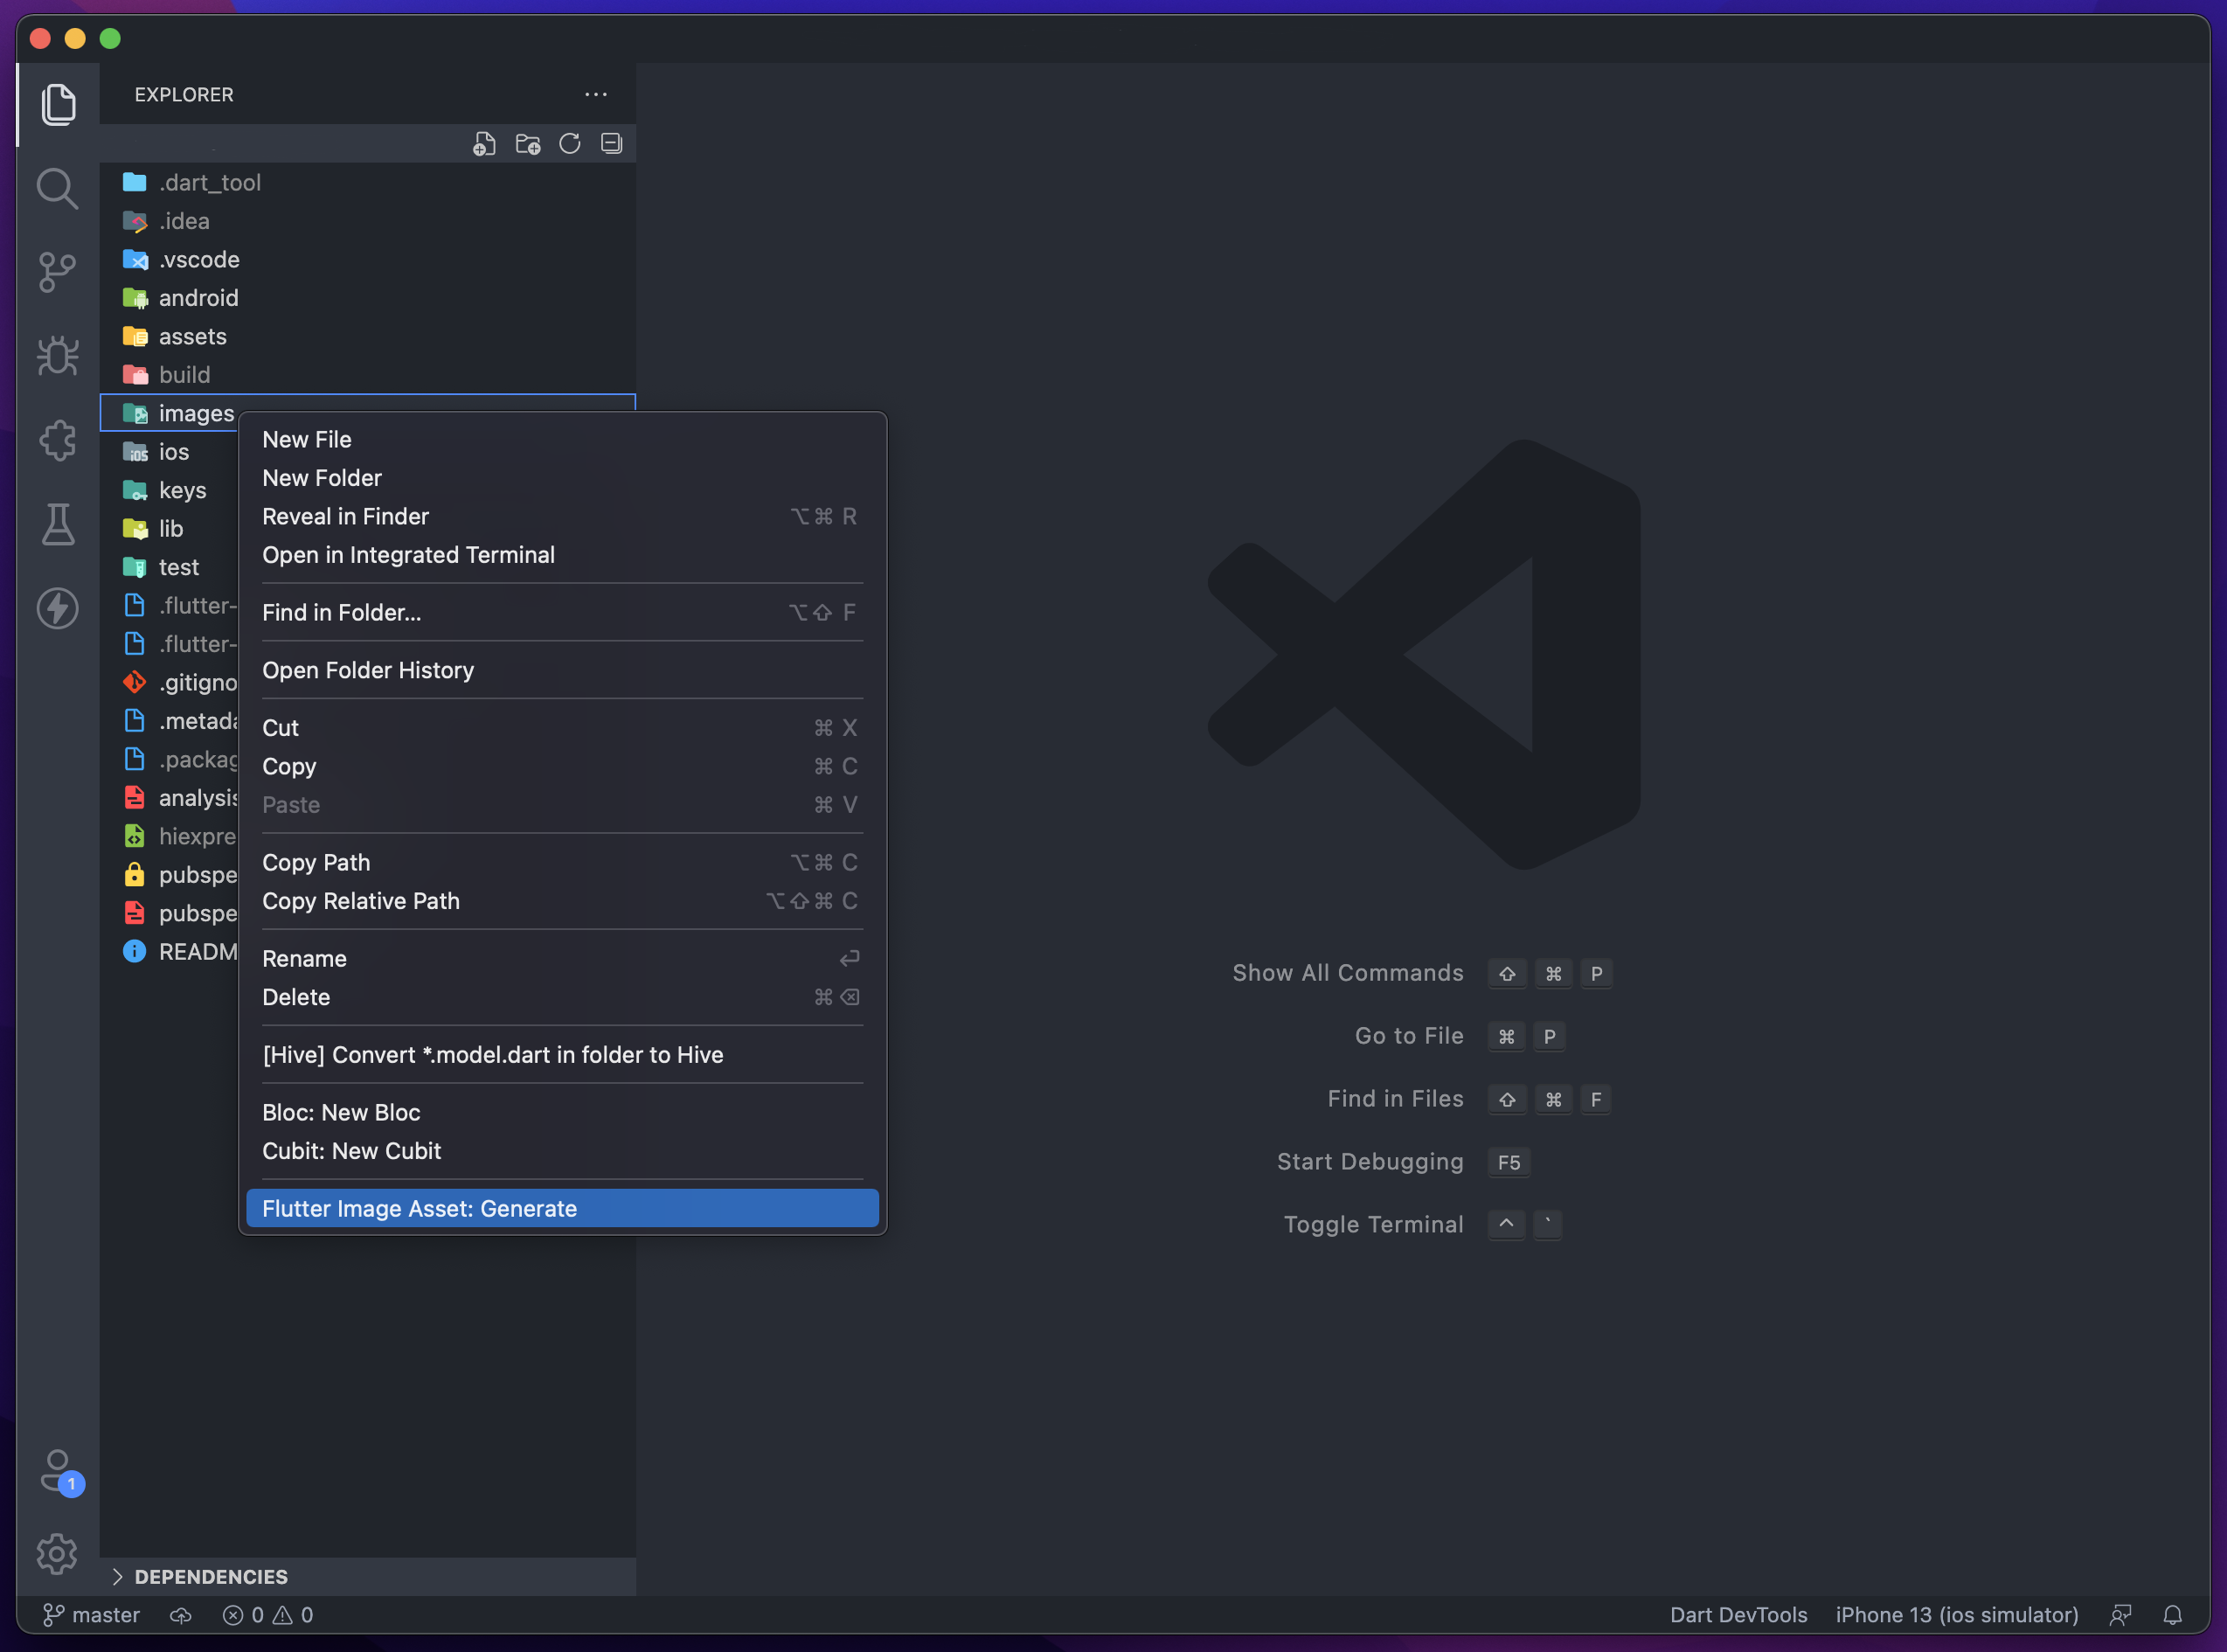 EXPLORER
.dart_tool
.idea
.vscode
android
assets
build
images
ios
keys
lib
test
.flutter-
.flutter-
.gitigno
.metada
.packag
analysis
hiexpre
pubspe
pubspe
READM
New File
New Folder
Reveal in Finder ⌥⌘ R
Open in Integrated Terminal
Find in Folder... ⌥⇧ F
Open Folder History
Cut ⌘ X
Copy ⌘ C
Paste ⌘ V
Copy Path ⌥⌘ C
Copy Relative Path ⌥⇧⌘ C
Rename ⏎
Delete ⌘⌫
[Hive] Convert *.model.dart in folder to Hive
Bloc: New Bloc
Cubit: New Cubit
Flutter Image Asset: Generate
Show All Commands ⇧ ⌘ P
Go to File ⌘ P
Find in Files ⇧ ⌘ F
Start Debugging F5
Toggle Terminal ^ `
1
DEPENDENCIES
master 0 0 Dart DevTools iPhone 13 (ios simulator)